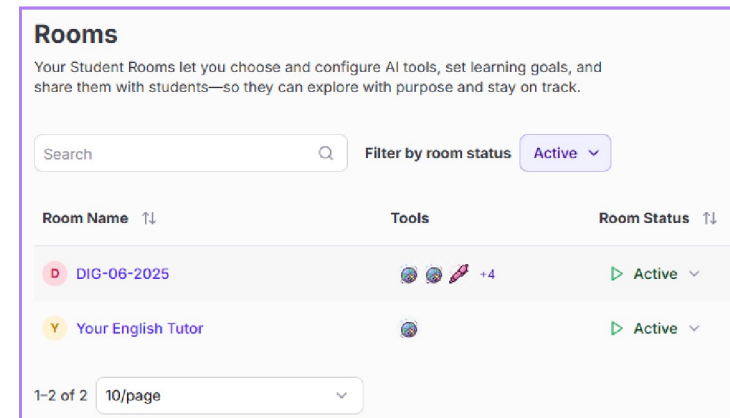 Rooms
Your Student Rooms let you choose and configure AI tools, set learning goals, and
share them with students—so they can explore with purpose and stay on track.
Search Filter by room status Active
Room Name Tools Room Status
D DIG-06-2025 +4 Active
Y Your English Tutor Active
1–2 of 2 10/page